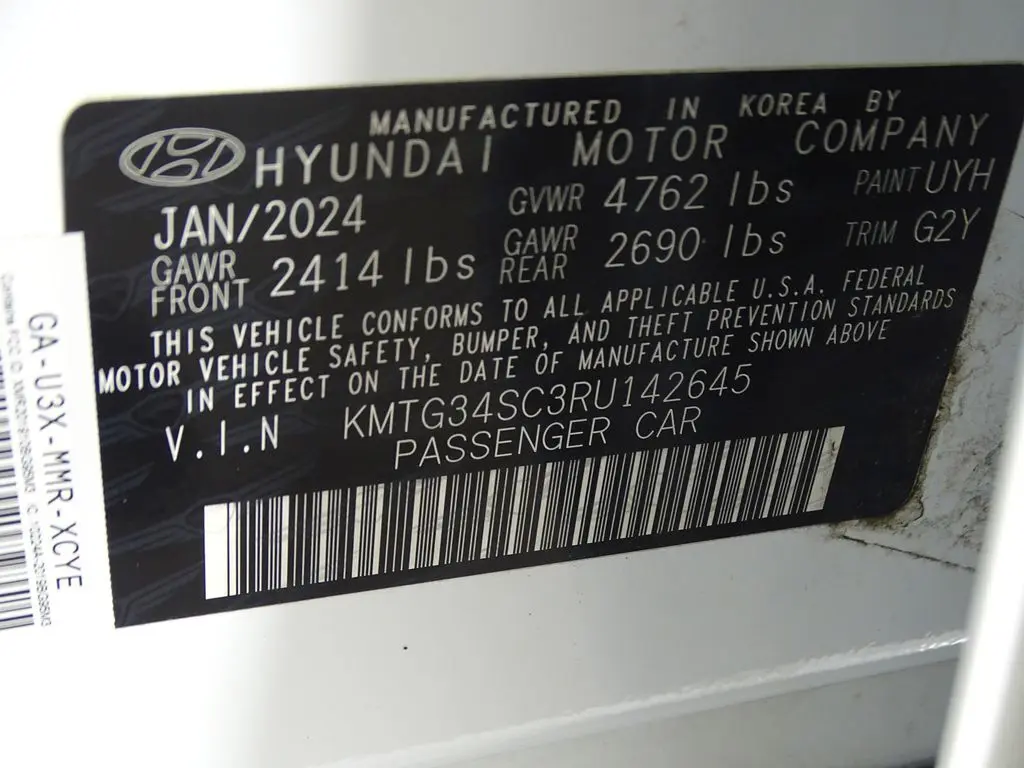 MANUFACTURED IN KOREA BY
HYUNDAI MOTOR COMPANY
JAN/2024 GVWR 4762 lbs PAINT UYH
GAWR FRONT 2414 lbs GAWR REAR 2690 lbs TRIM G2Y
THIS VEHICLE CONFORMS TO ALL APPLICABLE U.S.A. FEDERAL
MOTOR VEHICLE SAFETY, BUMPER, AND THEFT PREVENTION STANDARDS
IN EFFECT ON THE DATE OF MANUFACTURE SHOWN ABOVE
V.I.N KMTG34SC3RU142645
PASSENGER CAR
GA-U3X-MMR-XCYE